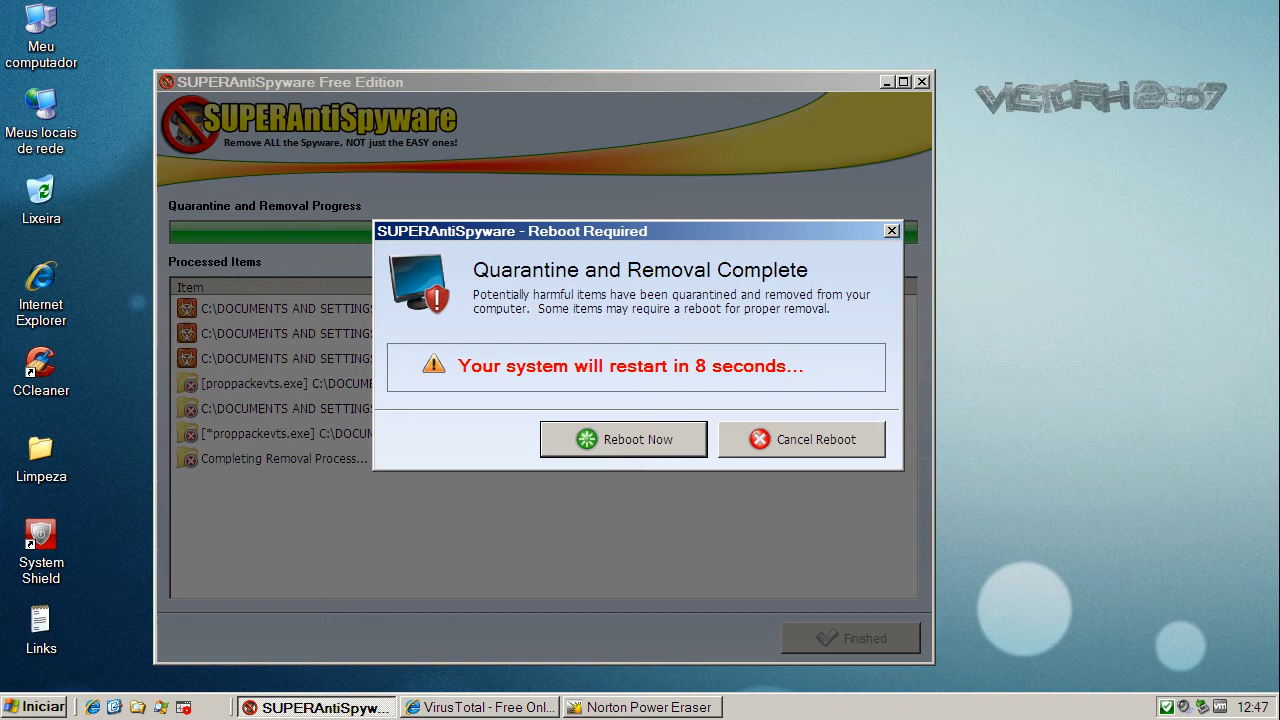 Meu
computador
Meus locais
de rede
Lixeira
Internet
Explorer
CCleaner
Limpeza
System
Shield
Links
SUPERAntiSpyware Free Edition
SUPERAntiSpyware
Remove ALL the Spyware, NOT just the EASY ones!
VICTORH 2007
Quarantine and Removal Progress
Processed Items
Item
C:\DOCUMENTS AND SETTINGS
C:\DOCUMENTS AND SETTINGS
C:\DOCUMENTS AND SETTINGS
[proppackevts.exe] C:\DOCUME
C:\DOCUMENTS AND SETTINGS
[*proppackevts.exe] C:\DOCUM
Completing Removal Process...
SUPERAntiSpyware - Reboot Required
Quarantine and Removal Complete
Potentially harmful items have been quarantined and removed from your
computer. Some items may require a reboot for proper removal.
Your system will restart in 8 seconds...
Reboot Now
Cancel Reboot
Finished
Iniciar
SUPERAntiSpyw...
VirusTotal - Free Onl...
Norton Power Eraser
vm
12:47